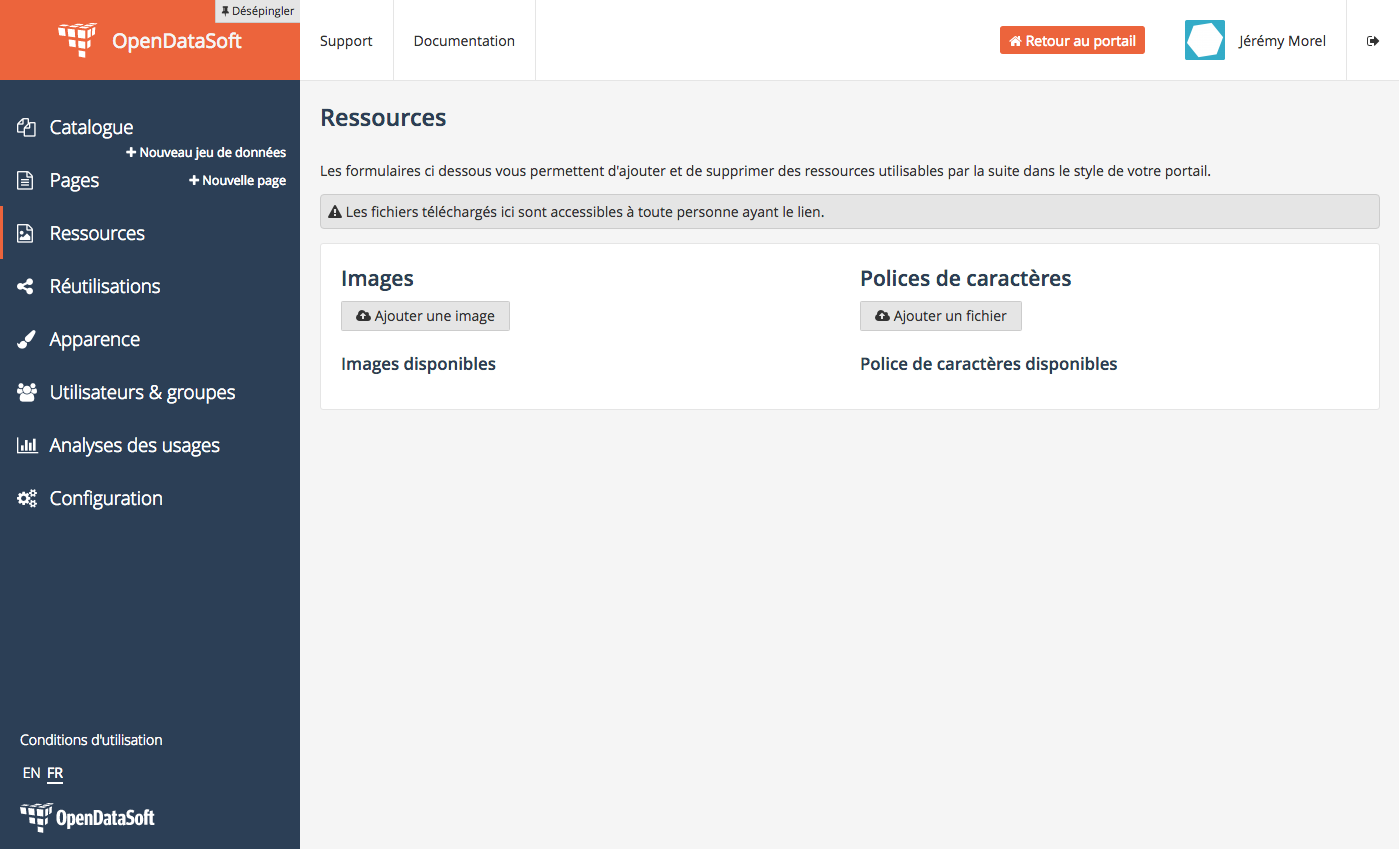 Désépingler
OpenDataSoft
Support
Documentation
Retour au portail
Jérémy Morel
Catalogue
+ Nouveau jeu de données
Pages
+ Nouvelle page
Ressources
Réutilisations
Apparence
Utilisateurs & groupes
Analyses des usages
Configuration
Conditions d'utilisation
EN FR
OpenDataSoft
Ressources
Les formulaires ci dessous vous permettent d'ajouter et de supprimer des ressources utilisables par la suite dans le style de votre portail.
Les fichiers téléchargés ici sont accessibles à toute personne ayant le lien.
Images
Ajouter une image
Images disponibles
Polices de caractères
Ajouter un fichier
Police de caractères disponibles